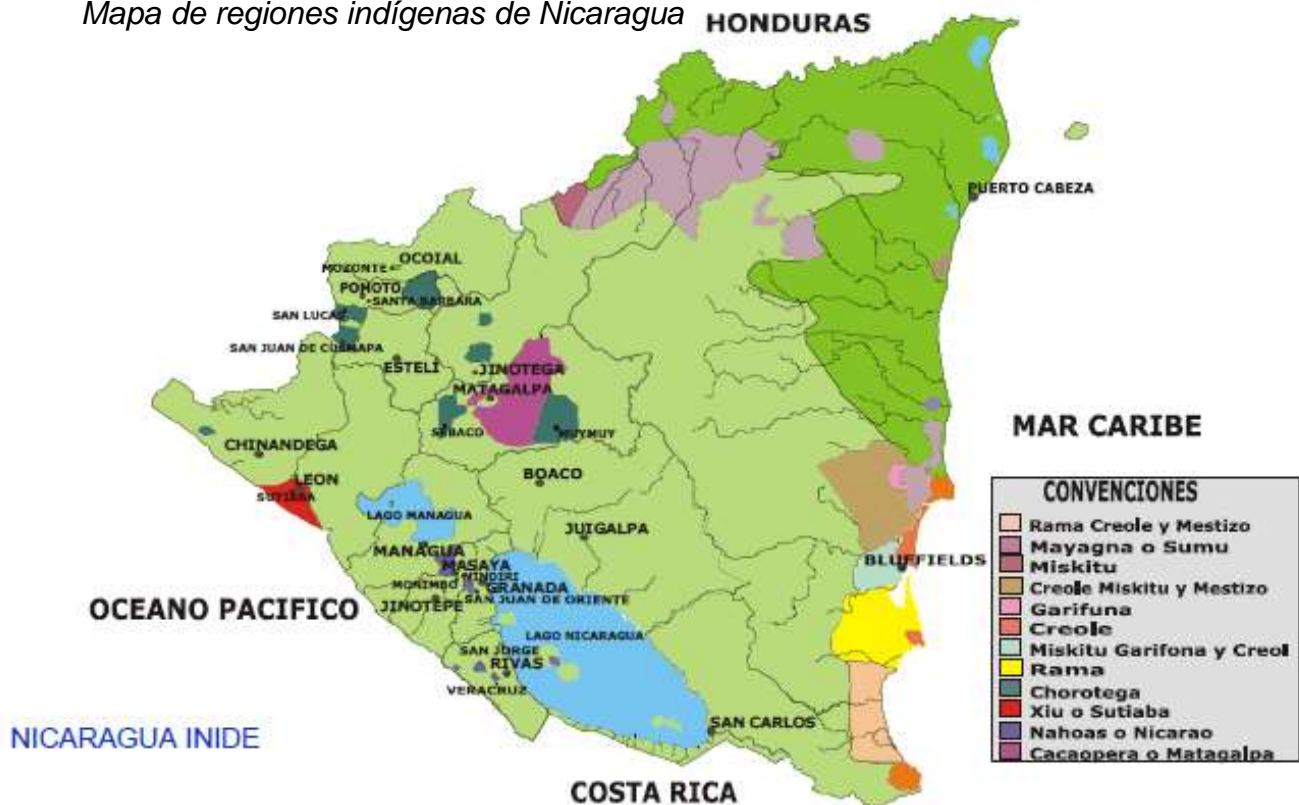 Mapa de regiones indígenas de Nicaragua
HONDURAS
PUERTO CABEZA
OCOIAL
MOZONTE
POHOTO
SANTA BARBARA
SAN LUCAS
SAN JUAN DE CUSMAPA
ESTELI
JINOTEGA
MATAGALPA
SEBACO
MUYMUY
CHINANDEGA
LEON
SUTIABA
BOACO
LAGO MANAGUA
JUIGALPA
MANAGUA
MASAYA
NINDIRI
MONIMBO
GRANADA
JINOTEPE
SAN JUAN DE ORIENTE
LAGO NICARAGUA
SAN JORGE
RIVAS
VERACRUZ
SAN CARLOS
BLUFFIELDS
OCEANO PACIFICO
MAR CARIBE
COSTA RICA
NICARAGUA INIDE
CONVENCIONES
Rama Creole y Mestizo
Mayagna o Sumu
Miskitu
Creole Miskitu y Mestizo
Garifuna
Creole
Miskitu Garifona y Creol
Rama
Chorotega
Xiu o Sutiaba
Nahoas o Nicarao
Cacaopera o Matagalpa